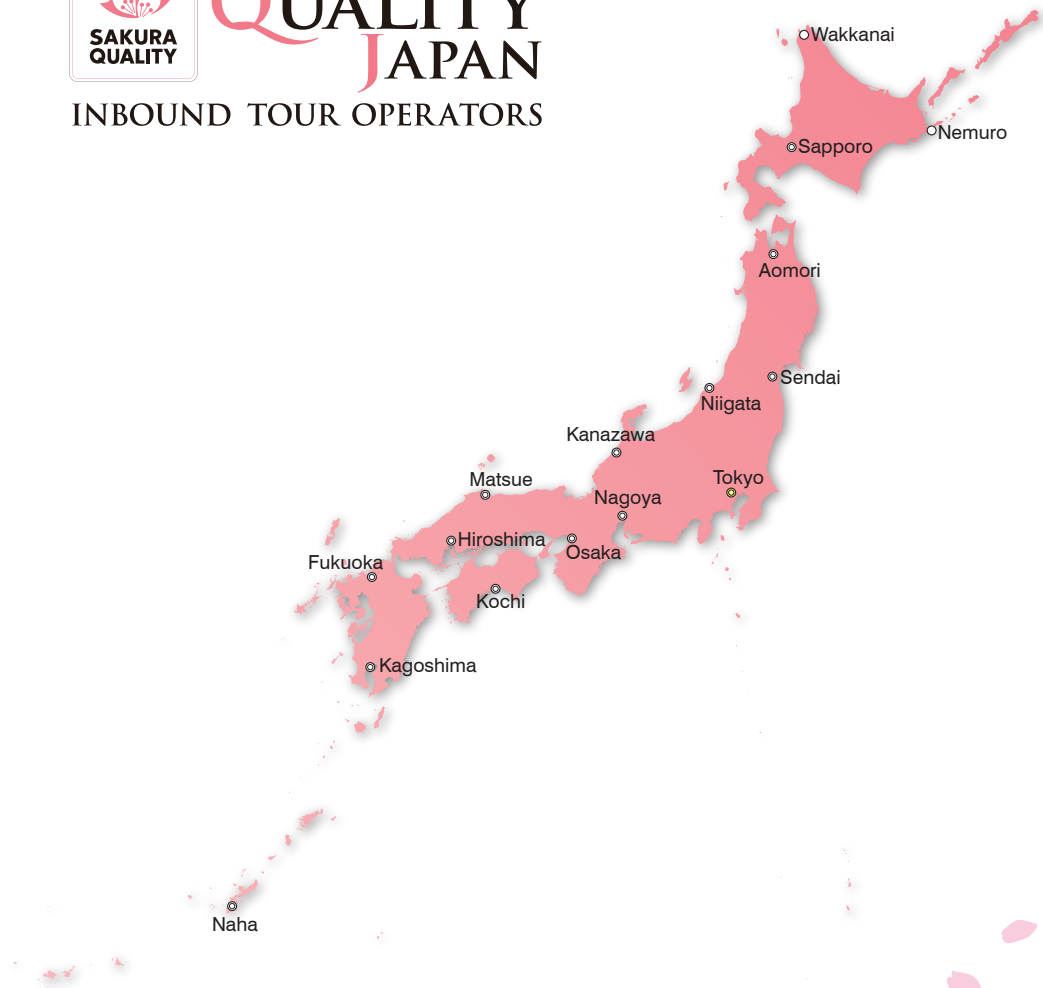 SAKURA
QUALITY
QUALITY
JAPAN
INBOUND TOUR OPERATORS
Wakkanai
Nemuro
Sapporo
Aomori
Sendai
Niigata
Kanazawa
Tokyo
Matsue
Nagoya
Hiroshima
Osaka
Fukuoka
Kochi
Kagoshima
Naha